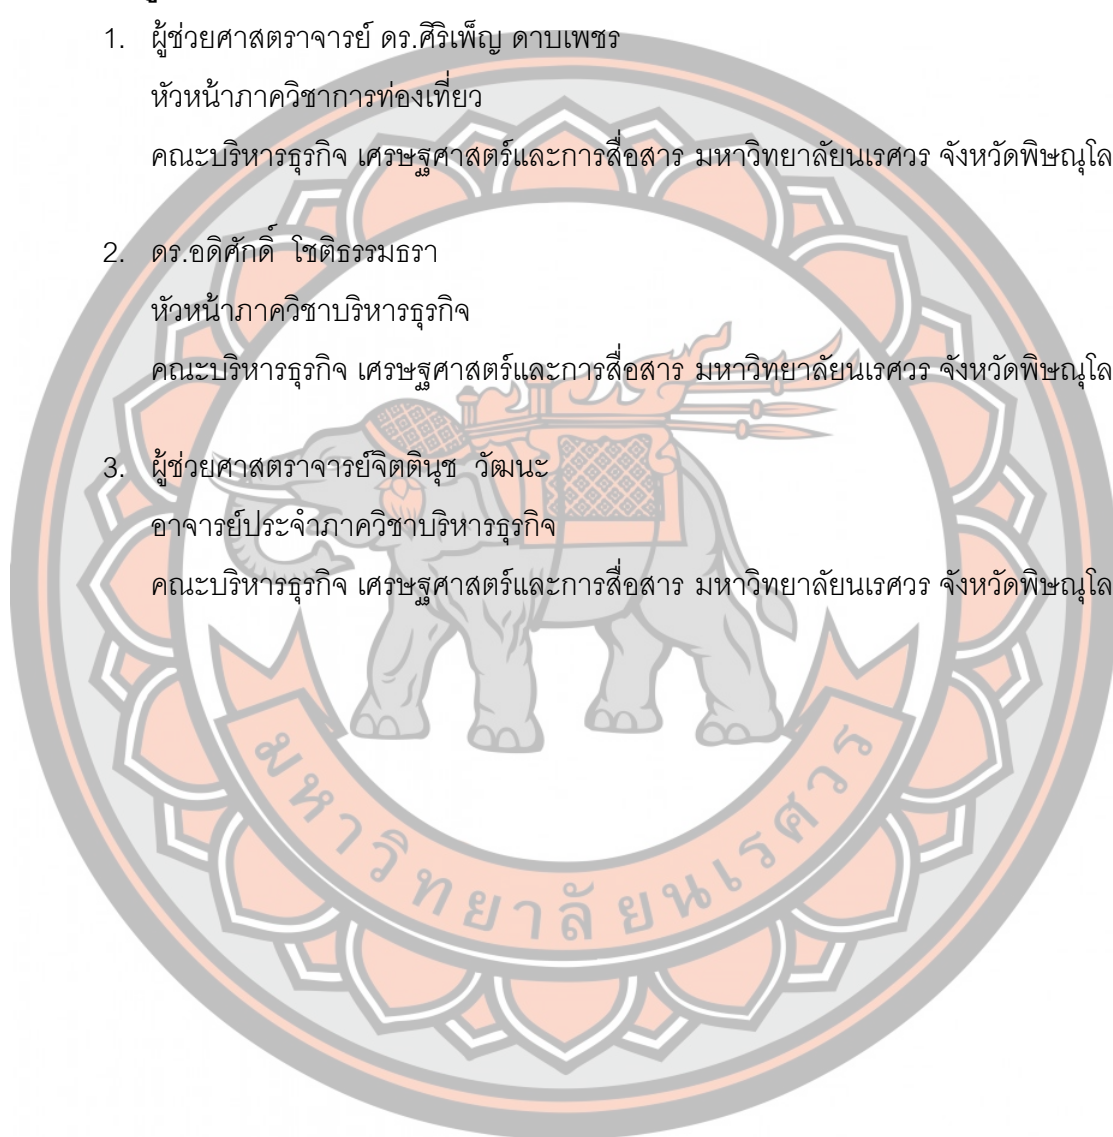 1. ผู้ช่วยศาสตราจารย์ ดร.ศิริเพ็ญ ดาบเพชร
หัวหน้าภาควิชาการท่องเที่ยว
คณะบริหารธุรกิจ เศรษฐศาสตร์และการสื่อสาร มหาวิทยาลัยนเรศวร จังหวัดพิษณุโล
2. ดร.อดิศักดิ์ โชติธรรมธรา
หัวหน้าภาควิชาบริหารธุรกิจ
คณะบริหารธุรกิจ เศรษฐศาสตร์และการสื่อสาร มหาวิทยาลัยนเรศวร จังหวัดพิษณุโล
3. ผู้ช่วยศาสตราจารย์จิตตินุช วัฒนะ
อาจารย์ประจำภาควิชาบริหารธุรกิจ
คณะบริหารธุรกิจ เศรษฐศาสตร์และการสื่อสาร มหาวิทยาลัยนเรศวร จังหวัดพิษณุโล
มหาวิทยาลัยนเรศวร